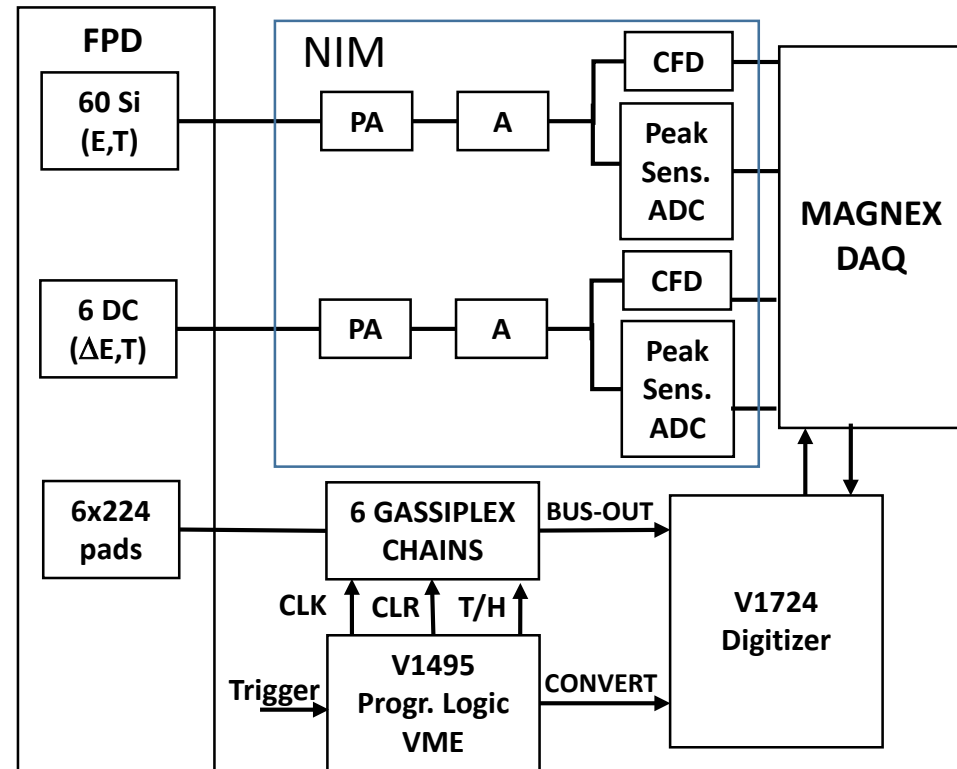 FPD
60 Si
(E,T)
6 DC
(ΔE,T)
6x224
pads
NIM
PA
A
CFD
Peak
Sens.
ADC
PA
A
CFD
Peak
Sens.
ADC
MAGNEX
DAQ
6 GASSIPLEX
CHAINS
BUS-OUT
CLK
CLR
T/H
Trigger
V1495
Progr. Logic
VME
CONVERT
V1724
Digitizer